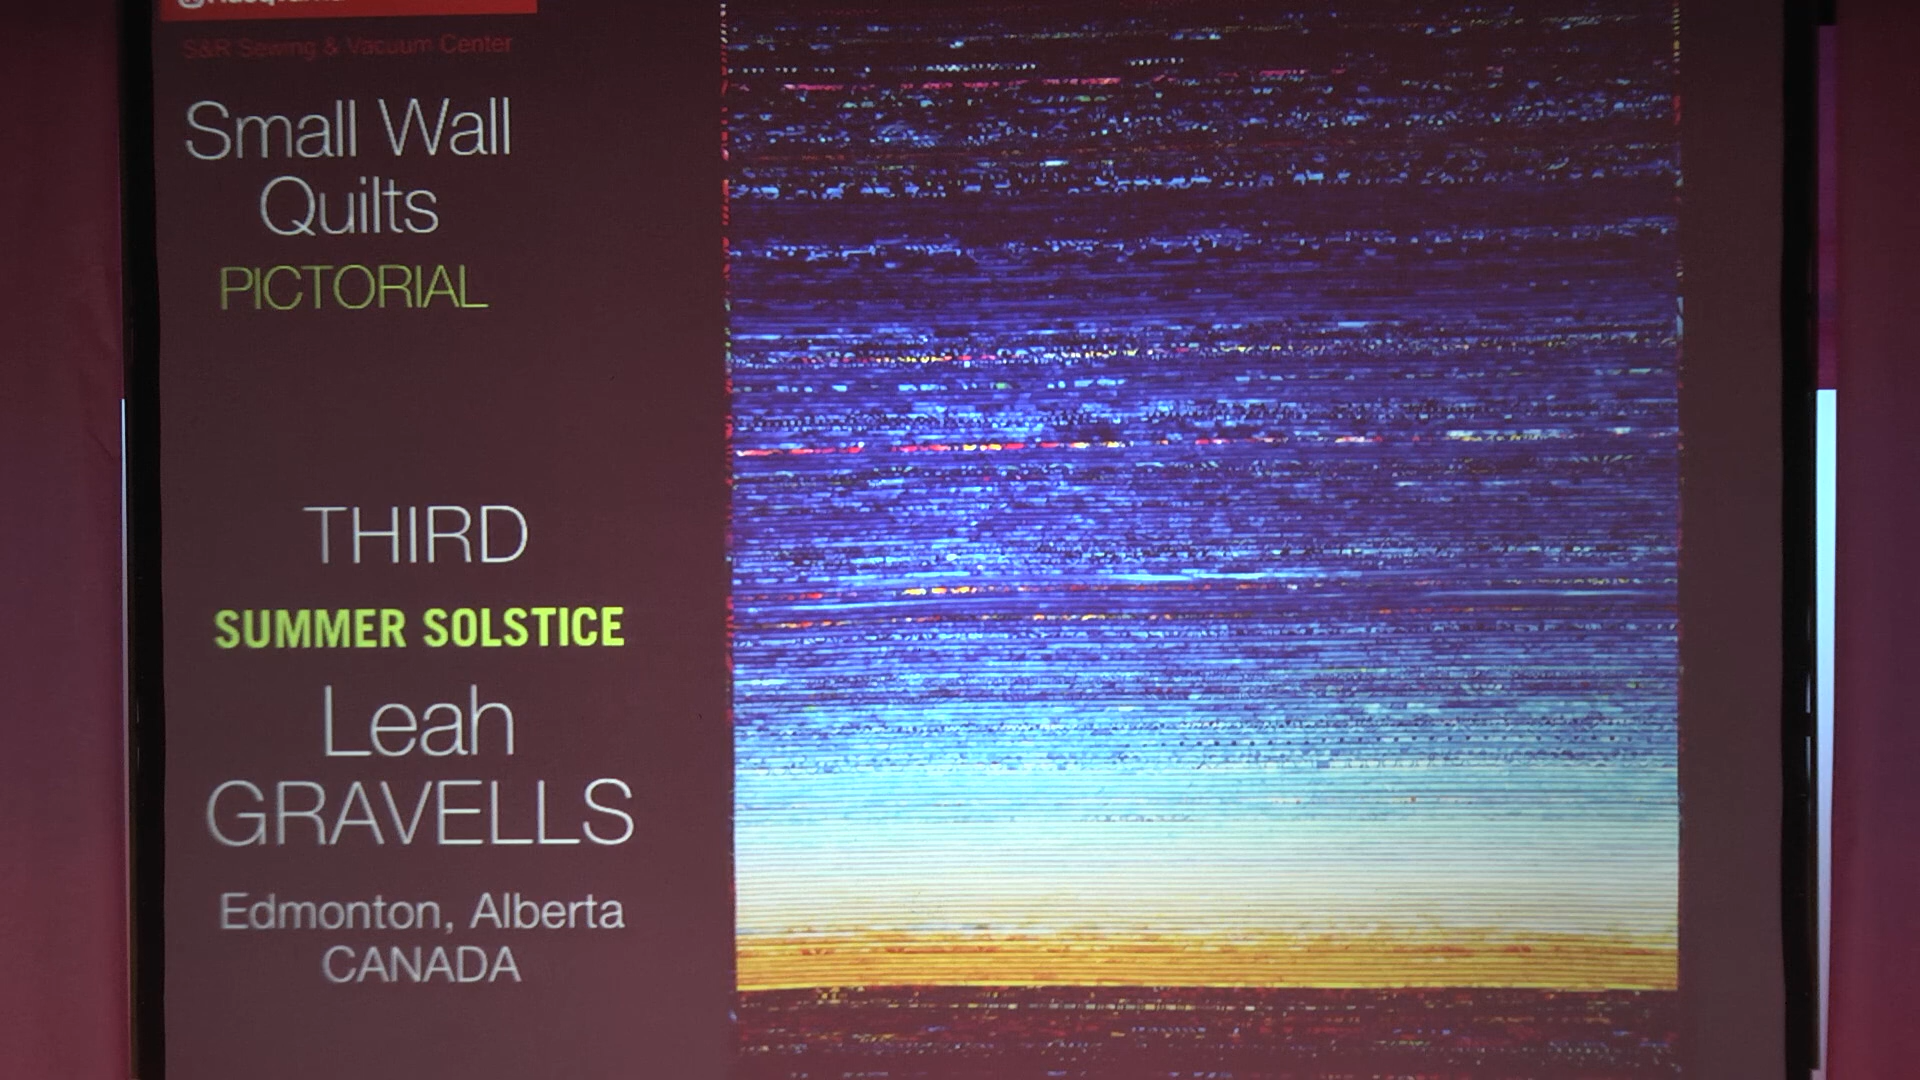 S&R Sewing & Vacuum Center
Small Wall
Quilts
PICTORIAL
THIRD
SUMMER SOLSTICE
Leah
GRAVELLS
Edmonton, Alberta
CANADA